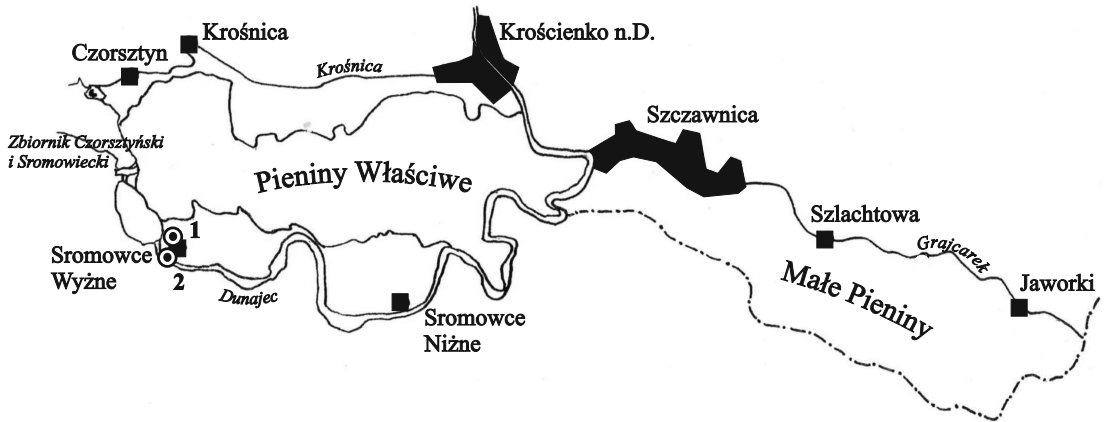 Krośnica
Krościenko n.D.
Czorsztyn
Krośnica
Szczawnica
Zbiornik Czorsztyński
i Sromowiecki
Pieniny Właściwe
Szlachtowa
1
Sromowce
Wyżne
2
Dunajec
Grajcarek
Jaworki
Małe Pieniny
Sromowce
Niżne